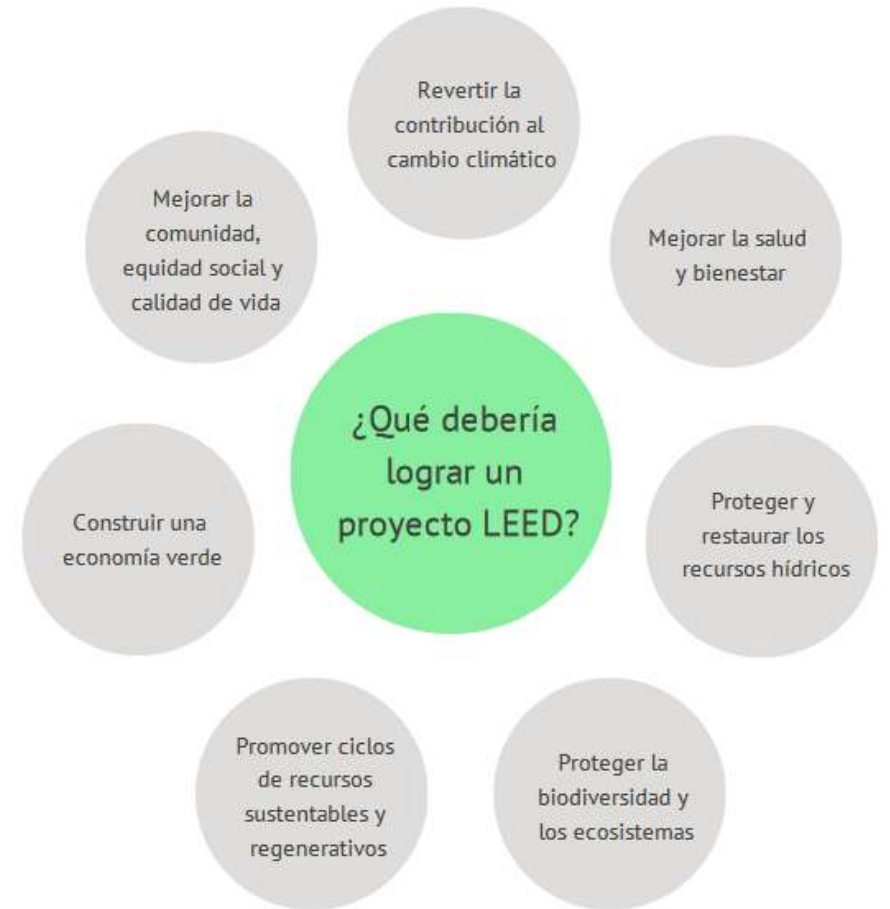 Revertir la
contribución al
cambio climático
Mejorar la
comunidad,
equidad social y
calidad de vida
Mejorar la salud
y bienestar
¿Qué debería
lograr un
proyecto LEED?
Construir una
economía verde
Proteger y
restaurar los
recursos hídricos
Promover ciclos
de recursos
sustentables y
regenerativos
Proteger la
biodiversidad y
los ecosistemas